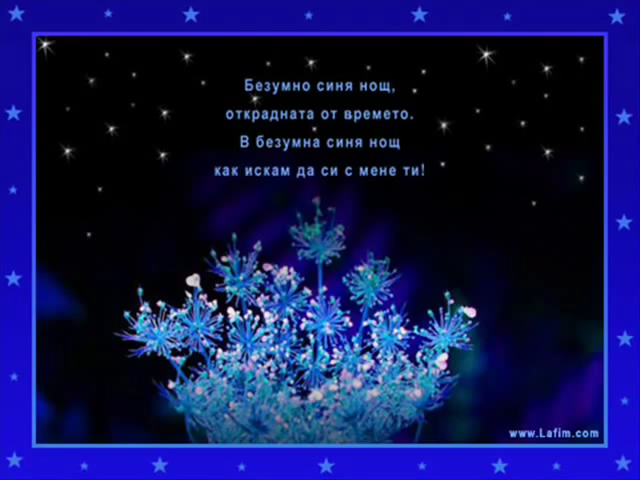 Безумно синя нощ,
открадната от времето.
В безумна синя нощ
как искам да си с мене ти!
www.Lafim.com